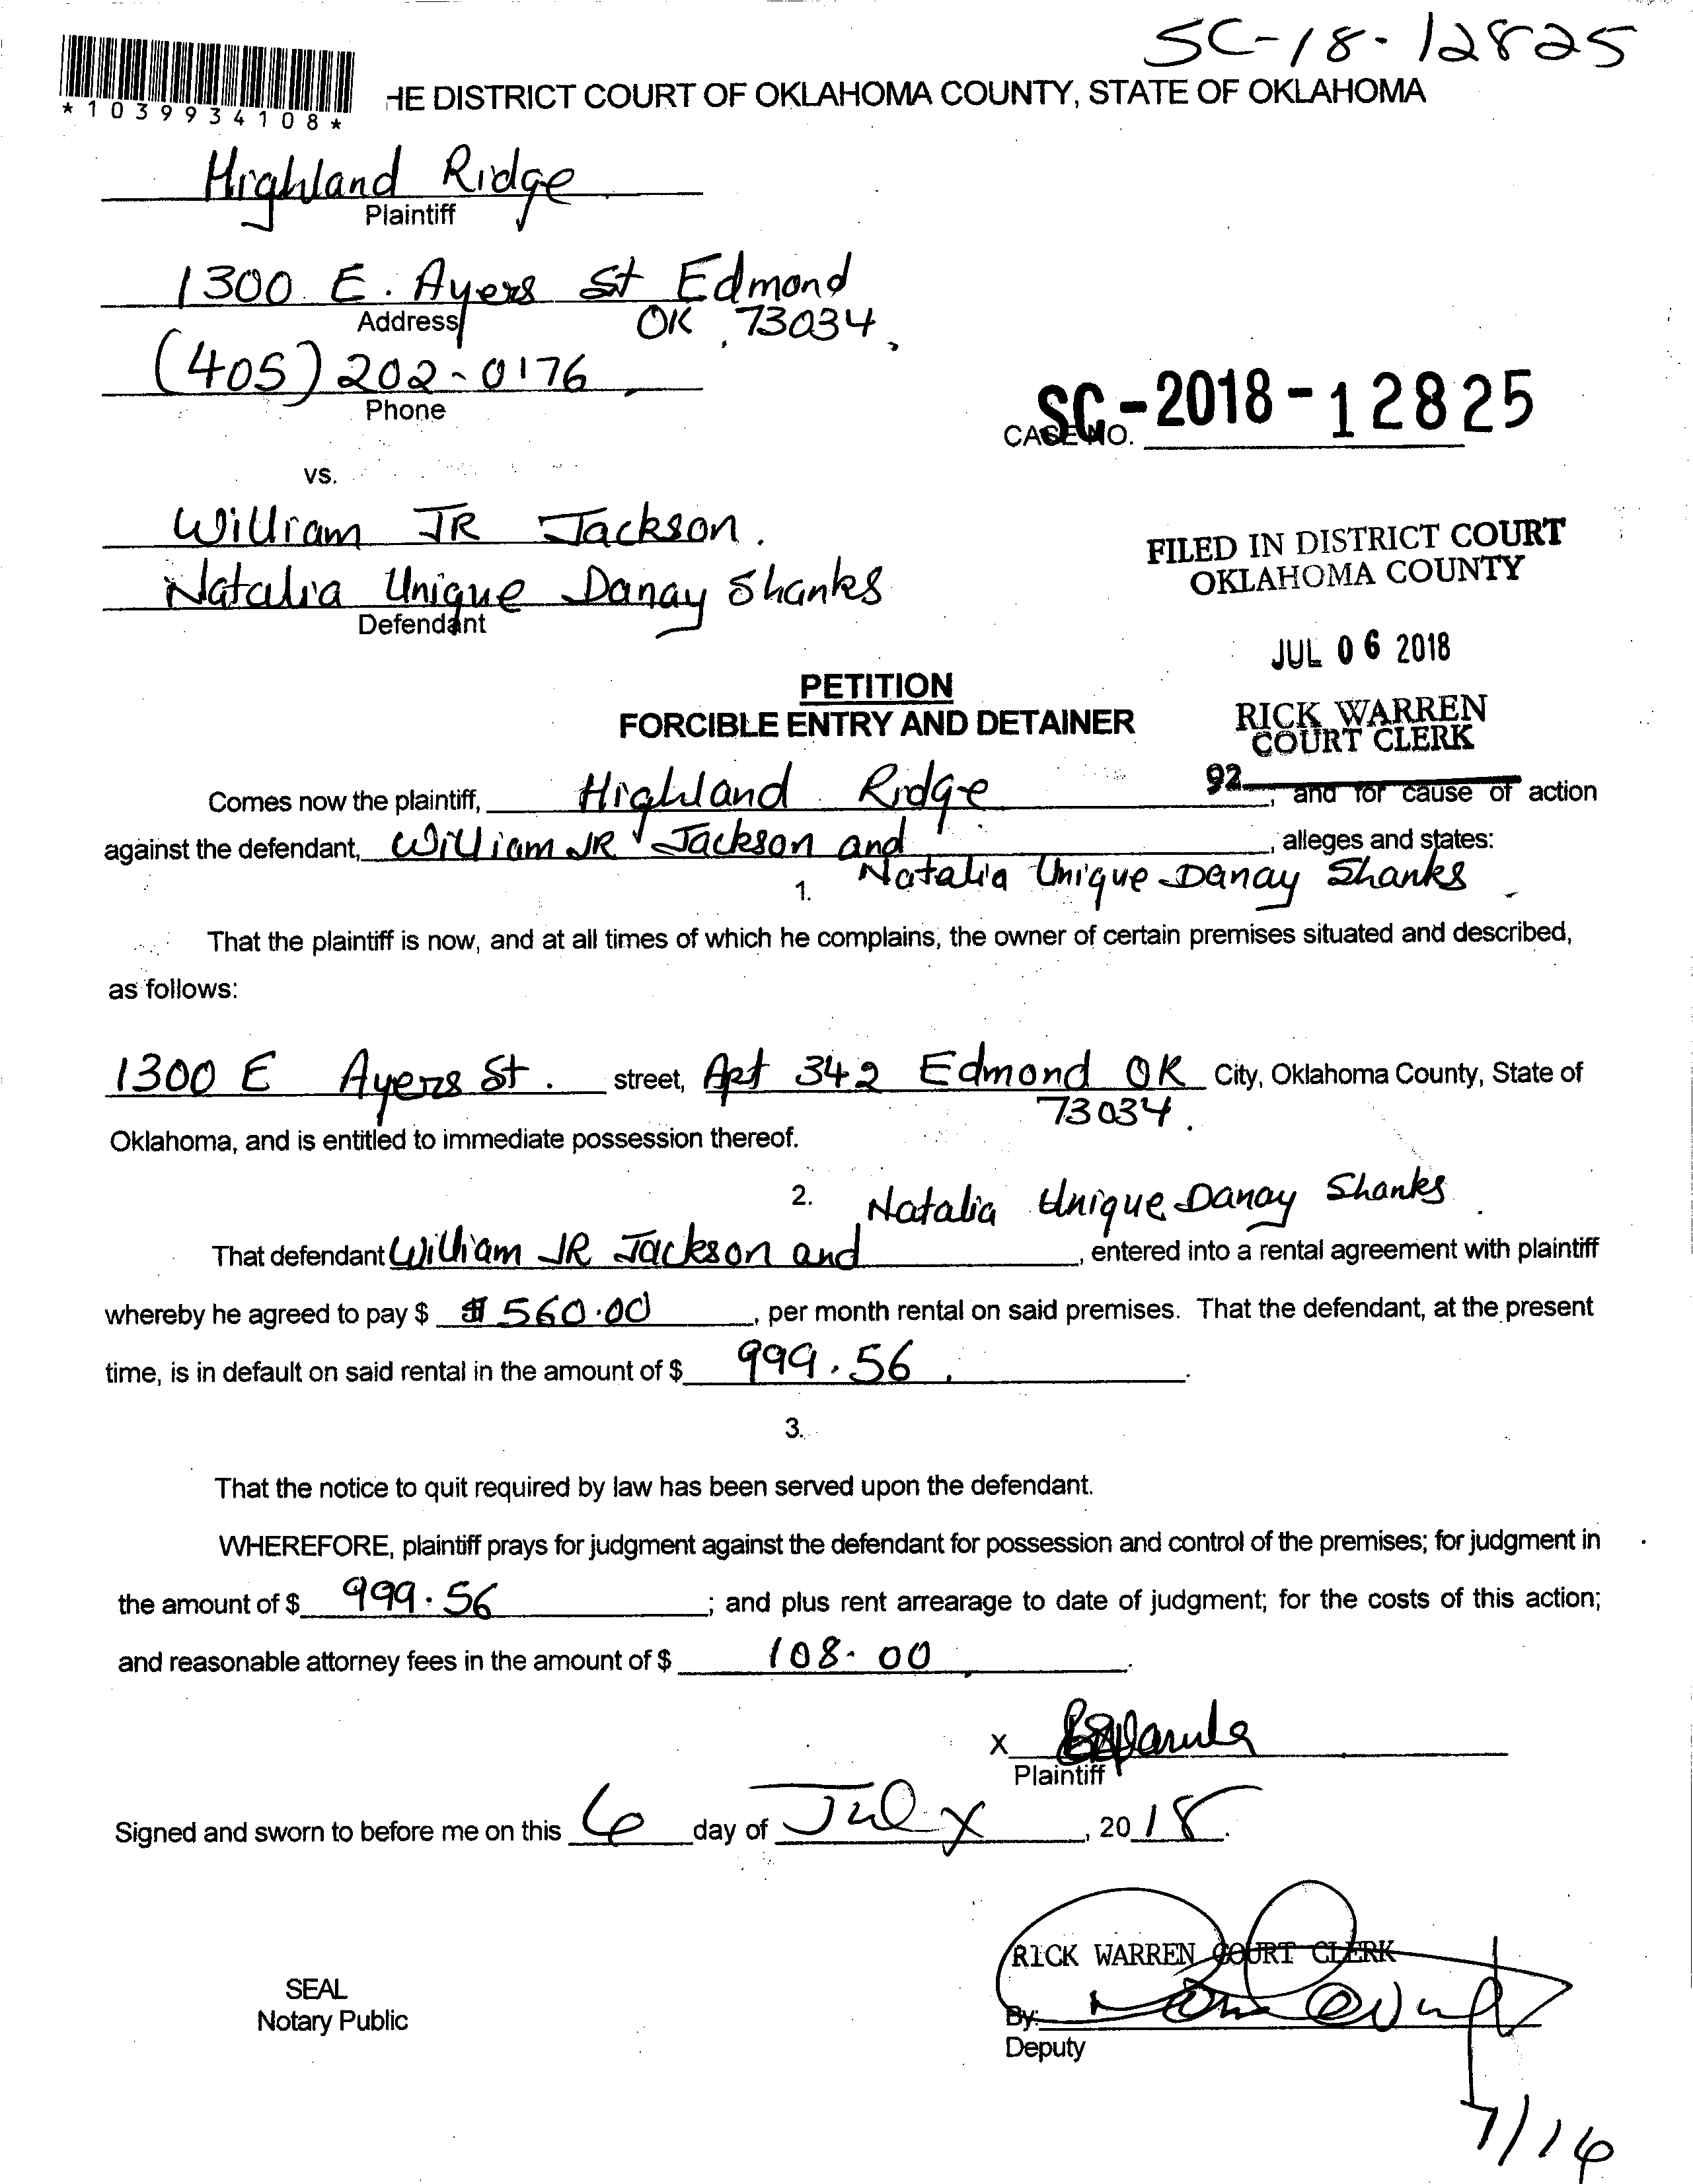 SC-18-12825
*1039934108*
HE DISTRICT COURT OF OKLAHOMA COUNTY, STATE OF OKLAHOMA
Highland Ridge
Plaintiff
1300 E. Ayers St Edmond
Address
OK, 73034,
(405) 202-0176
Phone
SC-2018-12825
CASE NO.
vs.
William JR Jackson.
Natalia Unique Danay Shanks
Defendant
FILED IN DISTRICT COURT
OKLAHOMA COUNTY
JUL 06 2018
RICK WARREN
COURT CLERK
92
PETITION
FORCIBLE ENTRY AND DETAINER
Comes now the plaintiff, Highland Ridge, and for cause of action
against the defendant, William JR Jackson and, alleges and states:
Natalia Unique Danay Shanks
1.
That the plaintiff is now, and at all times of which he complains, the owner of certain premises situated and described,
as follows:
1300 E Ayers St. street, Apt 342 Edmond OK City, Oklahoma County, State of
73034.
Oklahoma, and is entitled to immediate possession thereof.
2.
Natalia Unique Danay Shanks.
That defendant William JR Jackson and, entered into a rental agreement with plaintiff
whereby he agreed to pay $ $560.00, per month rental on said premises. That the defendant, at the present
time, is in default on said rental in the amount of $ 999.56.
3.
That the notice to quit required by law has been served upon the defendant.
WHEREFORE, plaintiff prays for judgment against the defendant for possession and control of the premises; for judgment in
the amount of $ 999.56; and plus rent arrearage to date of judgment; for the costs of this action;
and reasonable attorney fees in the amount of $ 108.00.
X
Plaintiff
Signed and sworn to before me on this 6 day of July, 2018.
RICK WARREN COURT CLERK
SEAL
Notary Public
By:
Deputy
7/16